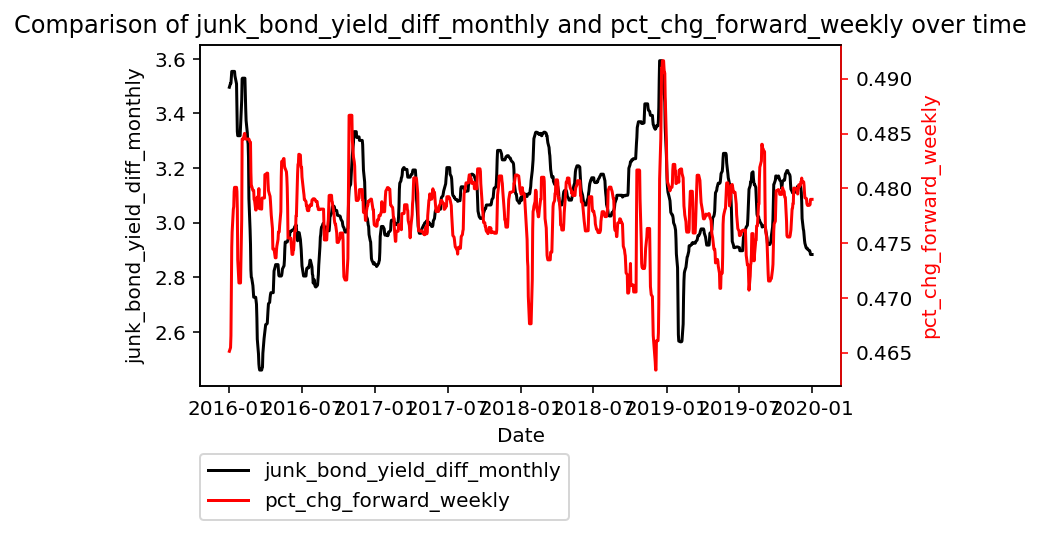 Comparison of junk_bond_yield_diff_monthly and pct_chg_forward_weekly over time
junk_bond_yield_diff_monthly
3.6
3.4
3.2
3.0
2.8
2.6
0.490
0.485
0.480
0.475
0.470
0.465
pct_chg_forward_weekly
2016-01 2016-07 2017-01 2017-07 2018-01 2018-07 2019-01 2019-07 2020-01
Date
junk_bond_yield_diff_monthly
pct_chg_forward_weekly